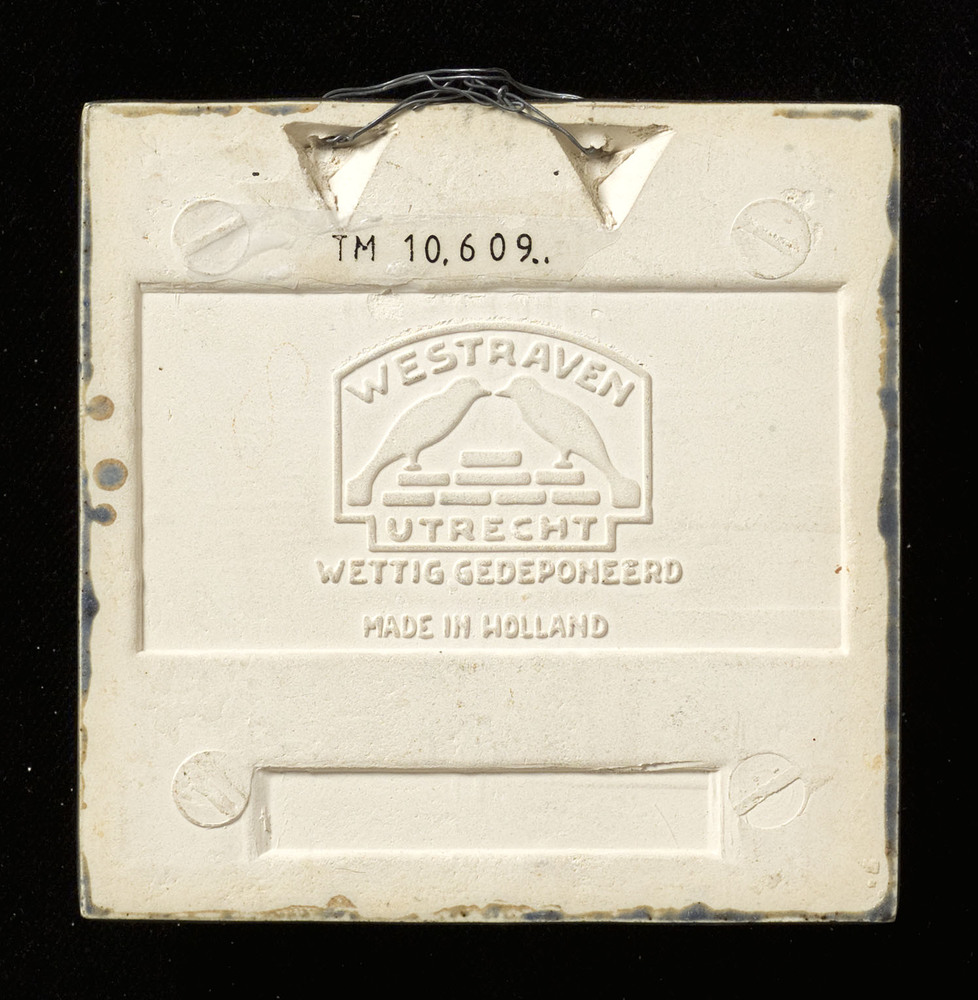 TM 10.609..
WESTRAVEN
UTRECHT
WETTIG GEDEPONEERD
MADE IN HOLLAND